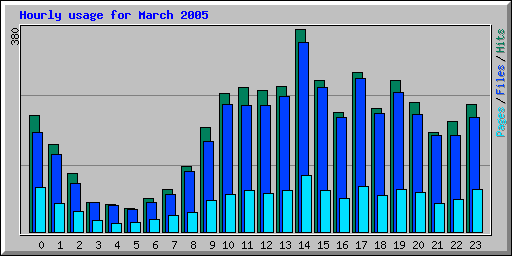 Hourly usage for March 2005
380
Pages/Files/Hits
0 1 2 3 4 5 6 7 8 9 10 11 12 13 14 15 16 17 18 19 20 21 22 23